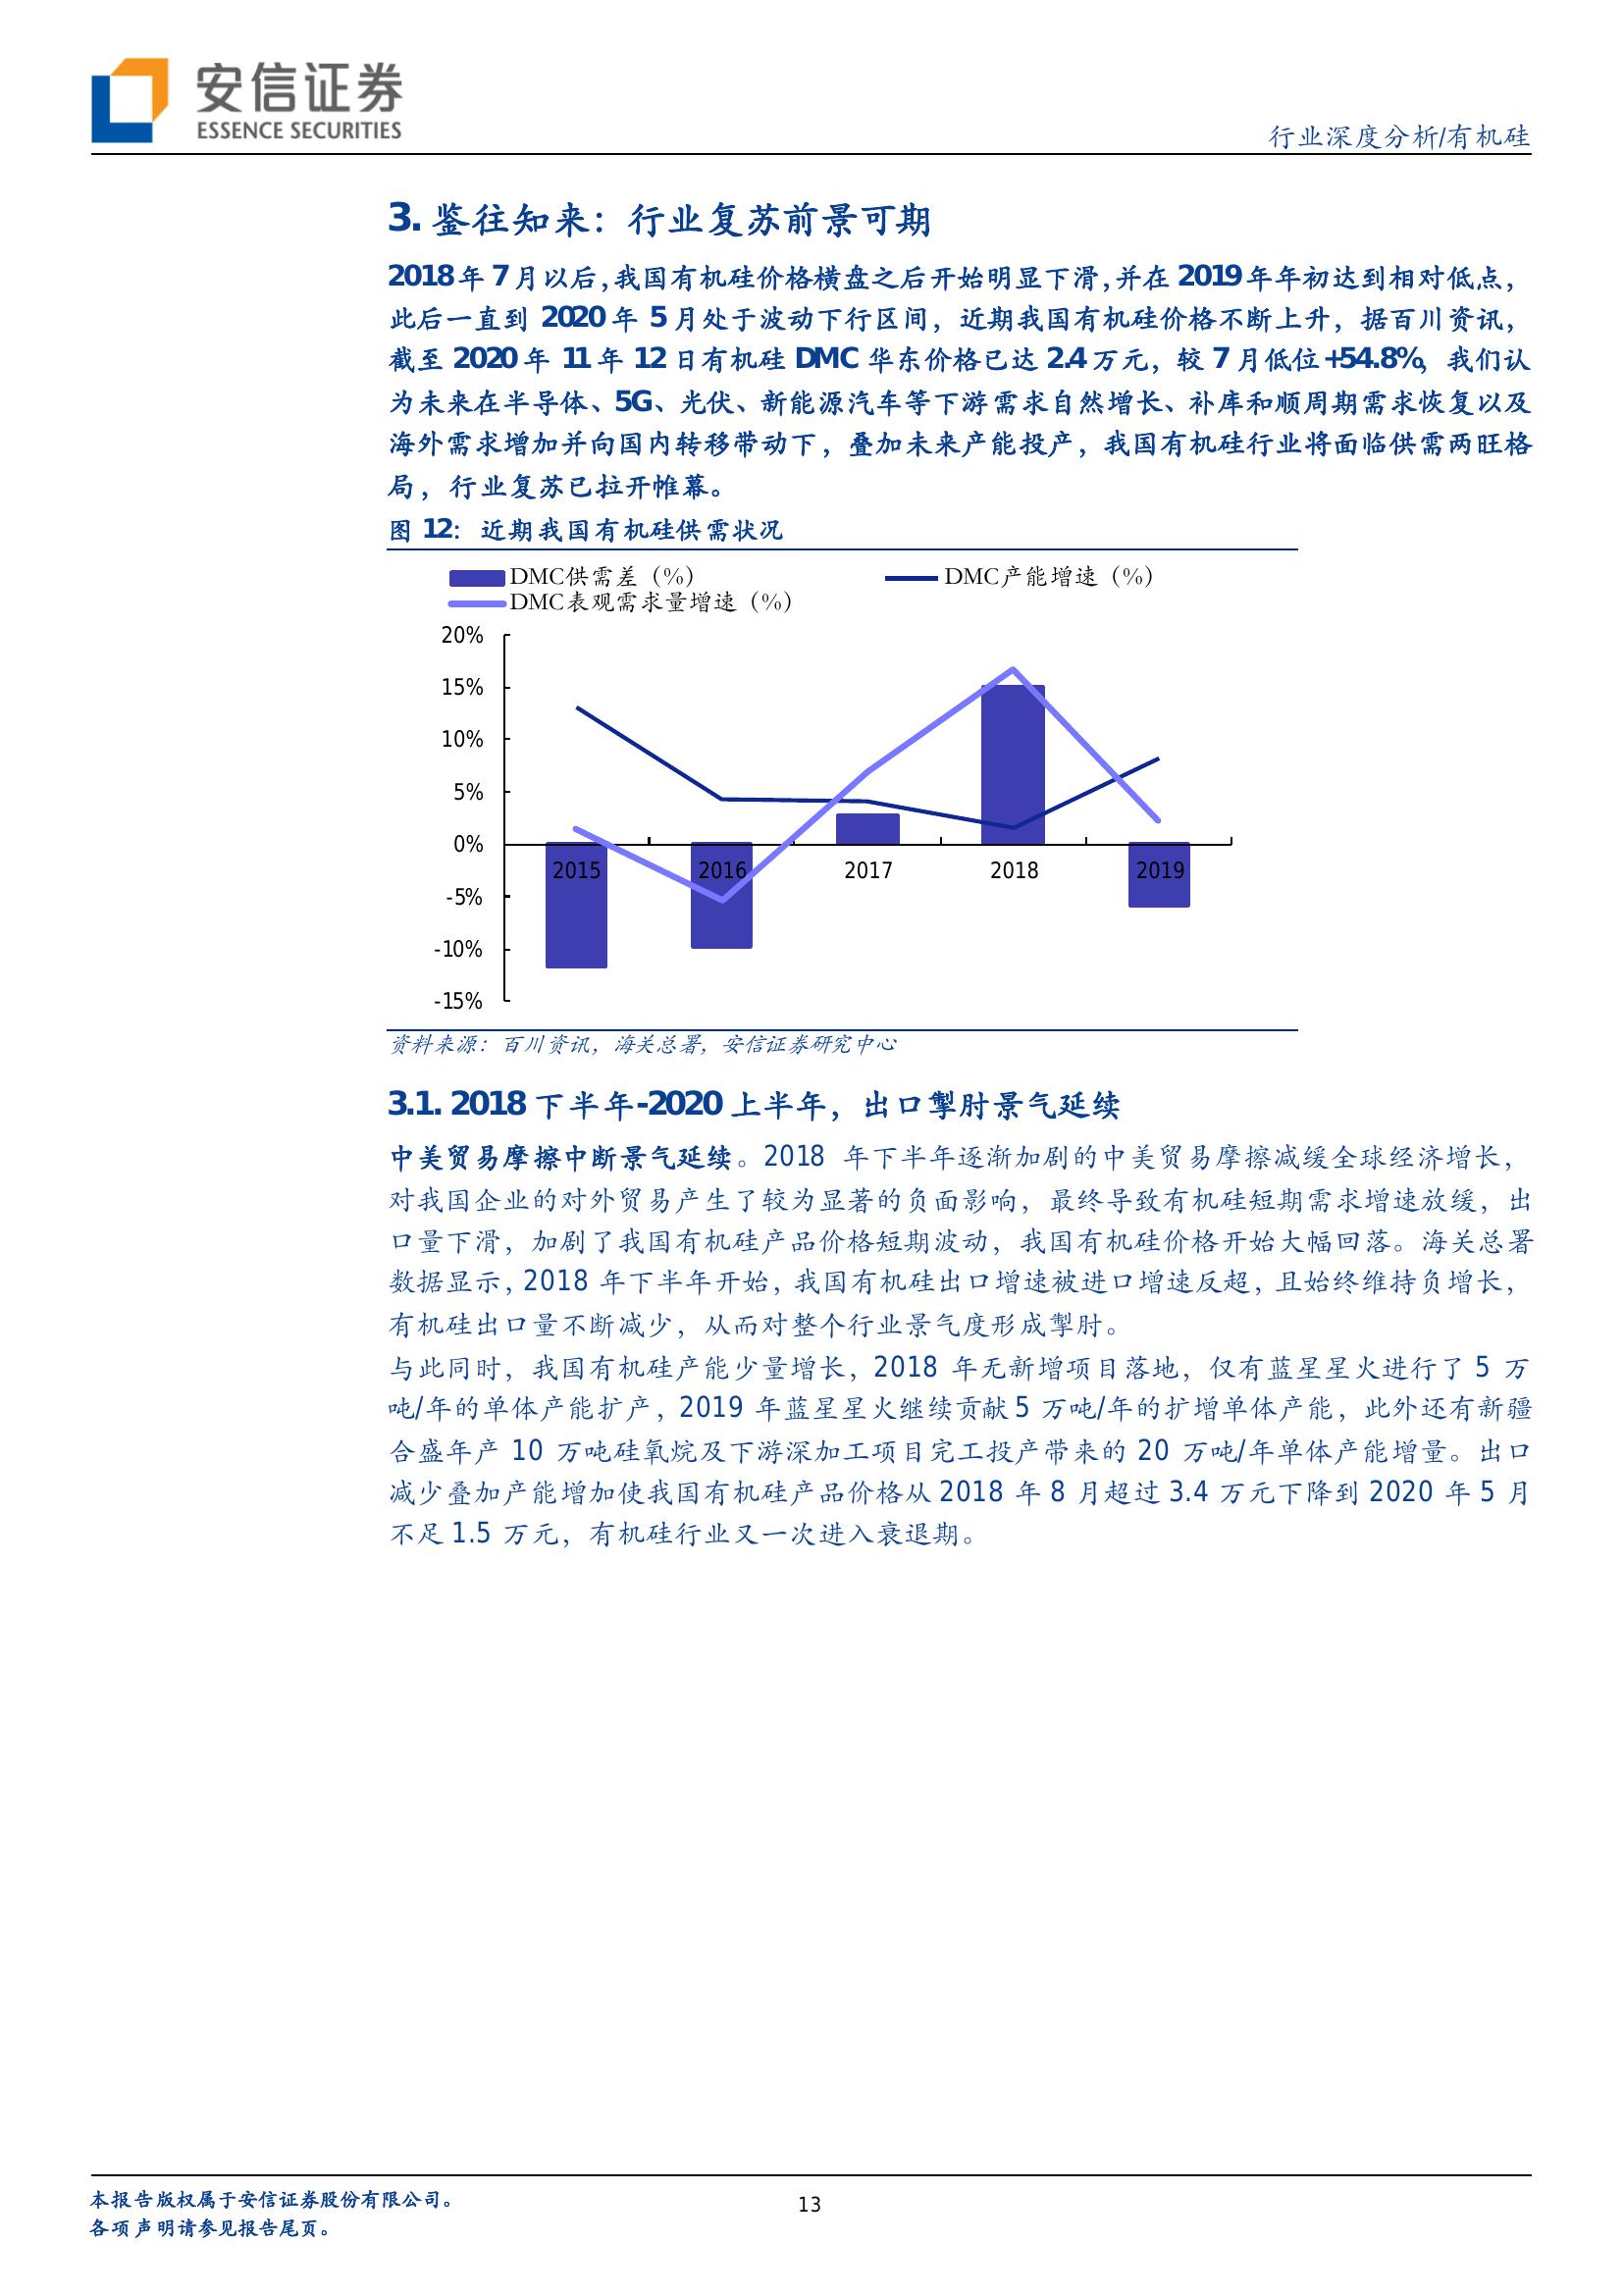 安信证券
ESSENCE SECURITIES
行业深度分析/有机硅
3. 鉴往知来：行业复苏前景可期
2018 年 7 月以后，我国有机硅价格横盘之后开始明显下滑，并在 2019 年年初达到相对低点，
此后一直到 2020 年 5 月处于波动下行区间，近期我国有机硅价格不断上升，据百川资讯，
截至 2020 年 11 年 12 日有机硅 DMC 华东价格已达 2.4 万元，较 7 月低位+54.8%，我们认
为未来在半导体、5G、光伏、新能源汽车等下游需求自然增长、补库和顺周期需求恢复以及
海外需求增加并向国内转移带动下，叠加未来产能投产，我国有机硅行业将面临供需两旺格
局，行业复苏已拉开帷幕。
图 12：近期我国有机硅供需状况
DMC供需差（%）
DMC产能增速（%）
DMC表观需求量增速（%）
20%
15%
10%
5%
0%
-5%
-10%
-15%
2015
2016
2017
2018
2019
资料来源：百川资讯，海关总署，安信证券研究中心
3.1. 2018 下半年-2020 上半年，出口掣肘景气延续
中美贸易摩擦中断景气延续。2018 年下半年逐渐加剧的中美贸易摩擦减缓全球经济增长，
对我国企业的对外贸易产生了较为显著的负面影响，最终导致有机硅短期需求增速放缓，出
口量下滑，加剧了我国有机硅产品价格短期波动，我国有机硅价格开始大幅回落。海关总署
数据显示，2018 年下半年开始，我国有机硅出口增速被进口增速反超，且始终维持负增长，
有机硅出口量不断减少，从而对整个行业景气度形成掣肘。
与此同时，我国有机硅产能少量增长，2018 年无新增项目落地，仅有蓝星星火进行了 5 万
吨/年的单体产能扩产，2019 年蓝星星火继续贡献 5 万吨/年的扩增单体产能，此外还有新疆
合盛年产 10 万吨硅氧烷及下游深加工项目完工投产带来的 20 万吨/年单体产能增量。出口
减少叠加产能增加使我国有机硅产品价格从 2018 年 8 月超过 3.4 万元下降到 2020 年 5 月
不足 1.5 万元，有机硅行业又一次进入衰退期。
本报告版权属于安信证券股份有限公司。
各项声明请参见报告尾页。
13